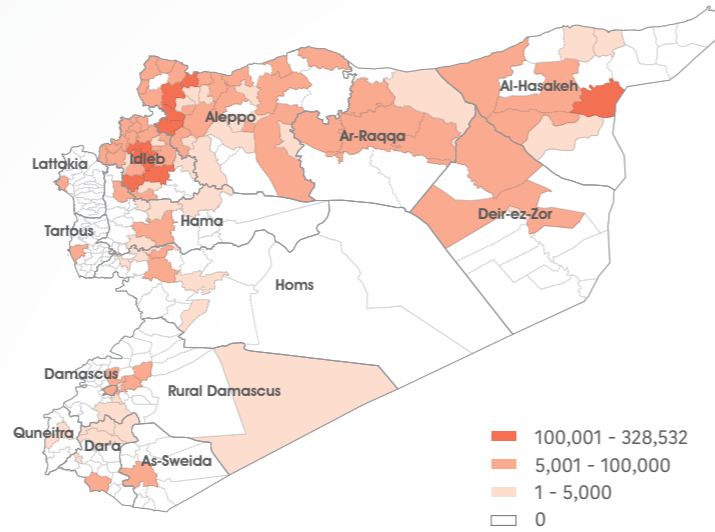 Al-Hasakeh
Aleppo
Ar-Raqqa
Idleb
Lattakia
Deir-ez-Zor
Hama
Tartous
Homs
Damascus
Rural Damascus
Quneitra
Dar'a
As-Sweida
100,001 - 328,532
5,001 - 100,000
1 - 5,000
0